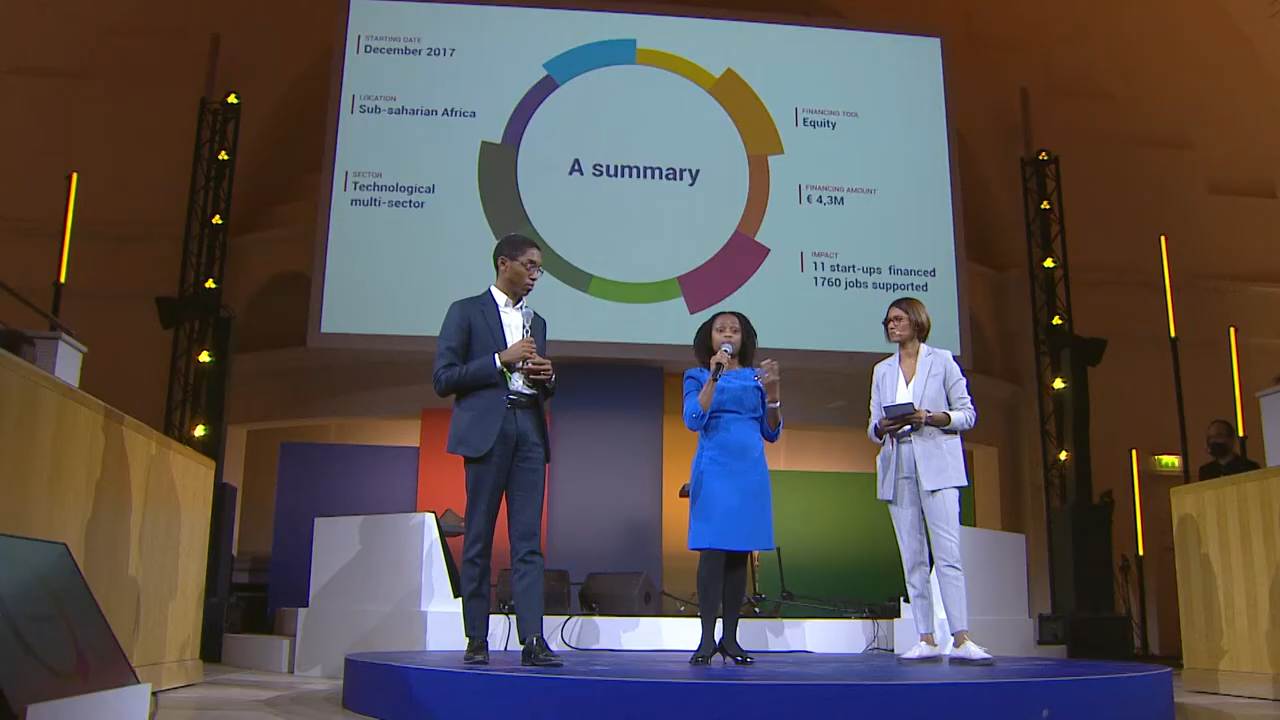 STARTING DATE
December 2017
LOCATION
Sub-saharian Africa
SECTOR
Technological
multi-sector
A summary
FINANCING TOOL
Equity
FINANCING AMOUNT
€ 4,3M
IMPACT
11 start-ups financed
1760 jobs supported